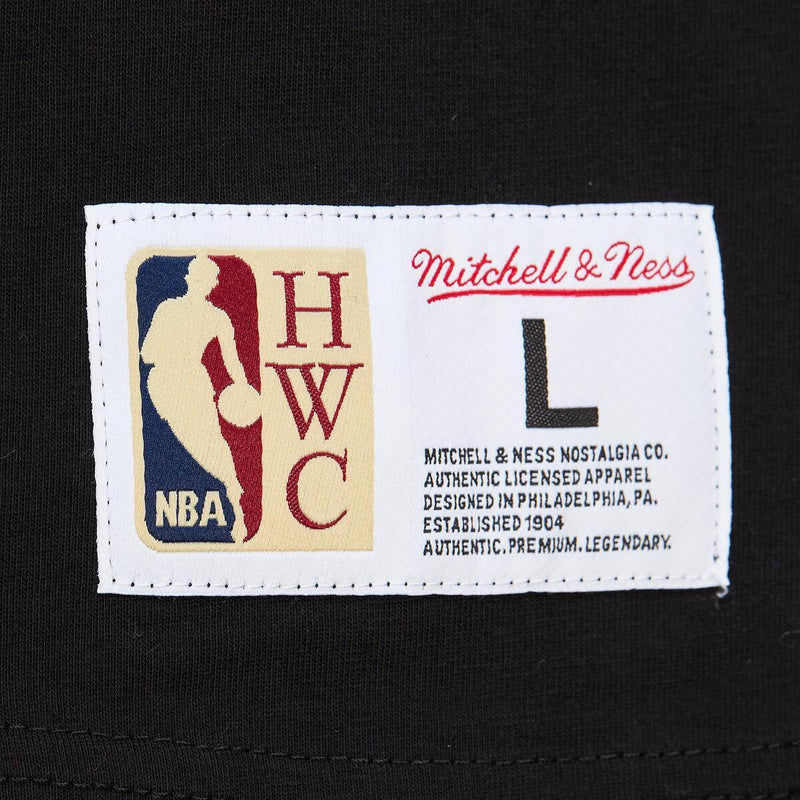 NBA
H
W
C
Mitchell & Ness
L
MITCHELL & NESS NOSTALGIA CO.
AUTHENTIC LICENSED APPAREL
DESIGNED IN PHILADELPHIA, PA.
ESTABLISHED 1904
AUTHENTIC. PREMIUM. LEGENDARY.